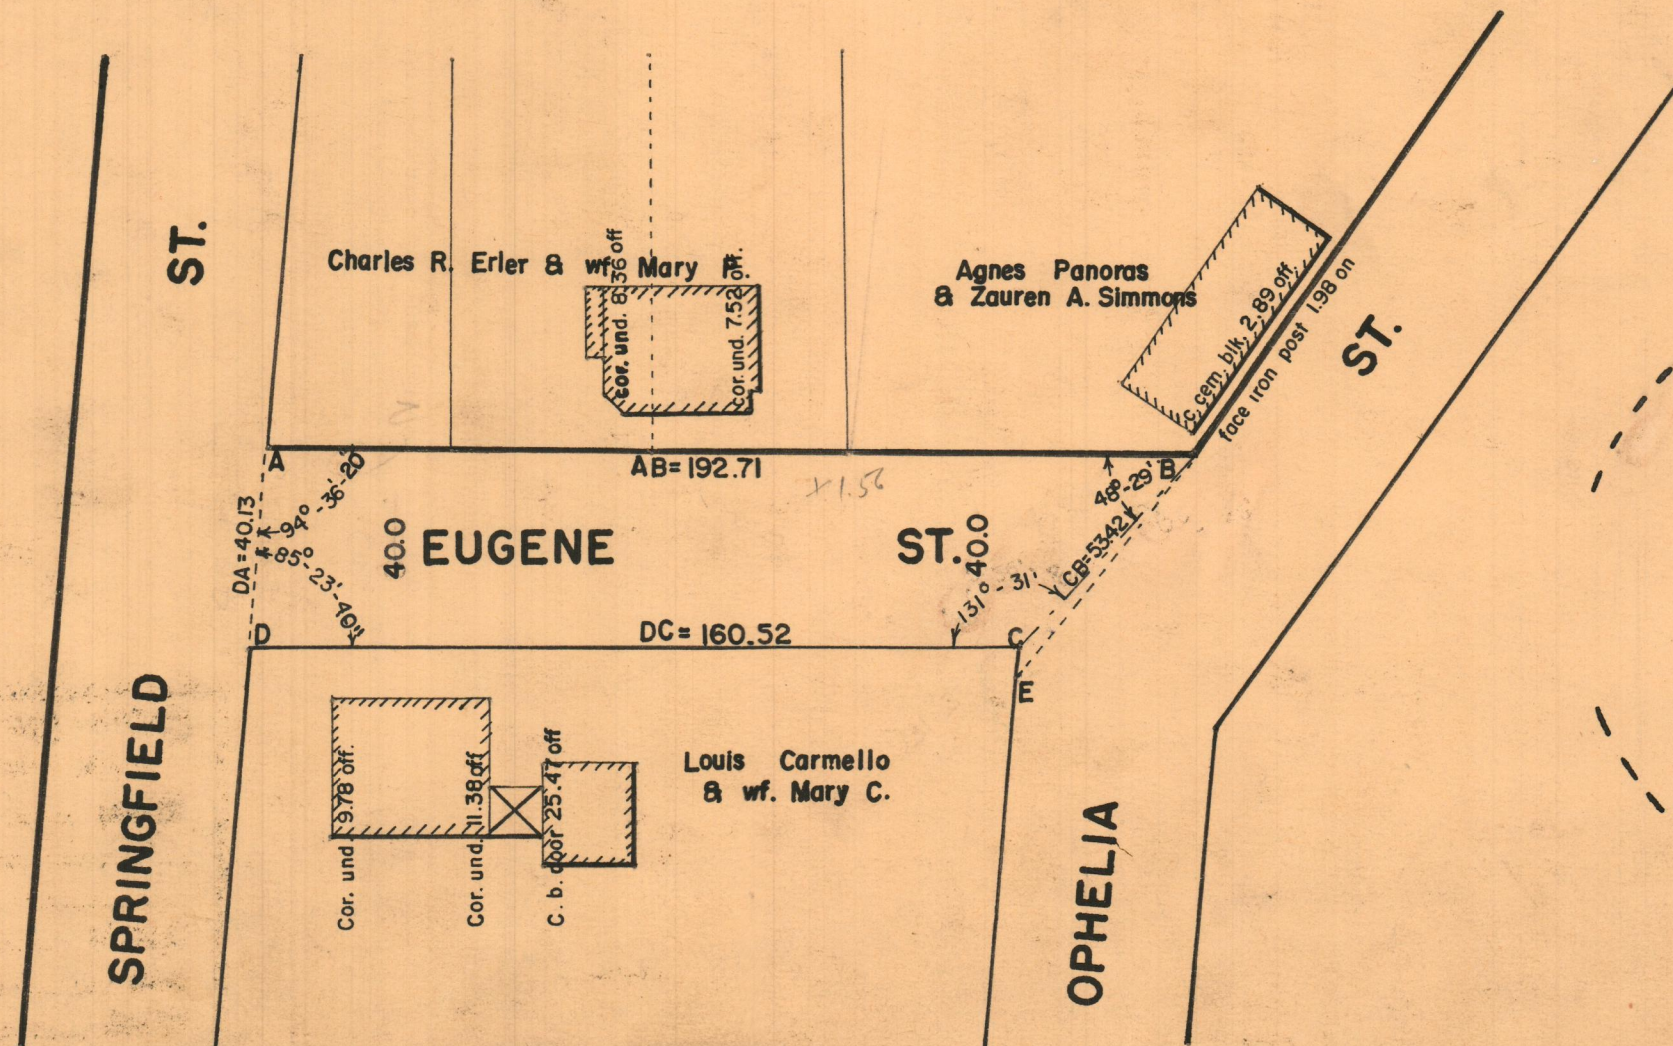 ST.
Charles R. Erler & wf. Mary F.
cor. und. 8.36 off
cor. und. 7.52 off.
Agnes Panoras
& Zauren A. Simmons
c. cem. blk. 2.89 off
face iron post 1.98 on
ST.
A
AB= 192.71
B
48°-29'
94°-36'-20"
DA=40.13
85°-23'-40"
40.0
EUGENE ST.
40.0
CB=53.42
131°-31'
D
DC= 160.52
C
E
SPRINGFIELD
Cor. und. 9.78 off.
Cor. und. 11.38 off
C. b. door 25.47 off
Louis Carmello
& wf. Mary C.
OPHELIA